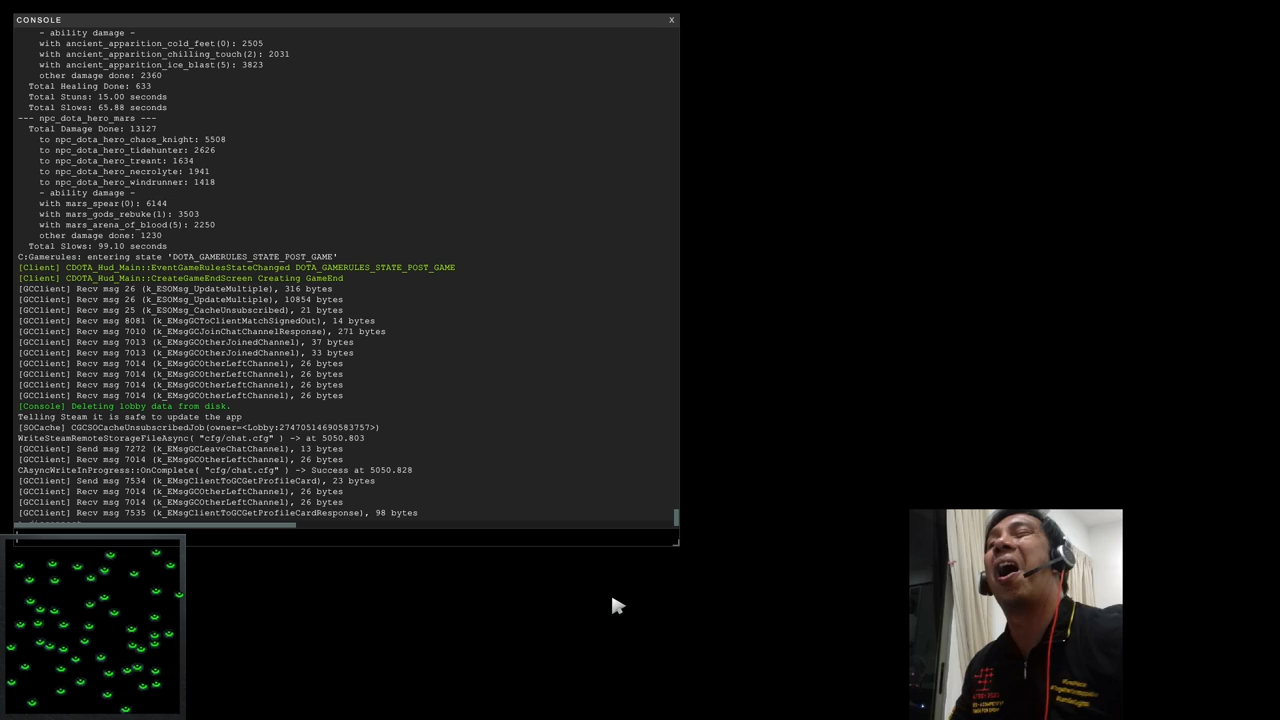 CONSOLE
X
- ability damage -
with ancient_apparition_cold_feet(0): 2505
with ancient_apparition_chilling_touch(2): 2031
with ancient_apparition_ice_blast(5): 3823
other damage done: 2360
Total Healing Done: 633
Total Stuns: 15.00 seconds
Total Slows: 65.88 seconds
--- npc_dota_hero_mars ---
Total Damage Done: 13127
to npc_dota_hero_chaos_knight: 5508
to npc_dota_hero_tidehunter: 2626
to npc_dota_hero_treant: 1634
to npc_dota_hero_necrolyte: 1941
to npc_dota_hero_windrunner: 1418
- ability damage -
with mars_spear(0): 6144
with mars_gods_rebuke(1): 3503
with mars_arena_of_blood(5): 2250
other damage done: 1230
Total Slows: 99.10 seconds
C:Gamerules: entering state 'DOTA_GAMERULES_STATE_POST_GAME'
[Client] CDOTA_Hud_Main::EventGameRulesStateChanged DOTA_GAMERULES_STATE_POST_GAME
[Client] CDOTA_Hud_Main::CreateGameEndScreen Creating GameEnd
[GCClient] Recv msg 26 (k_ESOMsg_UpdateMultiple), 316 bytes
[GCClient] Recv msg 26 (k_ESOMsg_UpdateMultiple), 10854 bytes
[GCClient] Recv msg 25 (k_ESOMsg_CacheUnsubscribed), 21 bytes
[GCClient] Recv msg 8081 (k_EMsgGCToClientMatchSignedOut), 14 bytes
[GCClient] Recv msg 7010 (k_EMsgGCJoinChatChannelResponse), 271 bytes
[GCClient] Recv msg 7013 (k_EMsgGCOtherJoinedChannel), 37 bytes
[GCClient] Recv msg 7013 (k_EMsgGCOtherJoinedChannel), 33 bytes
[GCClient] Recv msg 7014 (k_EMsgGCOtherLeftChannel), 26 bytes
[GCClient] Recv msg 7014 (k_EMsgGCOtherLeftChannel), 26 bytes
[GCClient] Recv msg 7014 (k_EMsgGCOtherLeftChannel), 26 bytes
[GCClient] Recv msg 7014 (k_EMsgGCOtherLeftChannel), 26 bytes
[Console] Deleting lobby data from disk.
Telling Steam it is safe to update the app
[SOCache] CGCSOCacheUnsubscribedJob(owner=<Lobby:27470514690583757>)
WriteSteamRemoteStorageFileAsync( "cfg/chat.cfg" ) -> at 5050.803
[GCClient] Send msg 7272 (k_EMsgGCLeaveChatChannel), 13 bytes
[GCClient] Recv msg 7014 (k_EMsgGCOtherLeftChannel), 26 bytes
CAsyncWriteInProgress::OnComplete( "cfg/chat.cfg" ) -> Success at 5050.828
[GCClient] Send msg 7534 (k_EMsgClientToGCGetProfileCard), 23 bytes
[GCClient] Recv msg 7014 (k_EMsgGCOtherLeftChannel), 26 bytes
[GCClient] Recv msg 7014 (k_EMsgGCOtherLeftChannel), 26 bytes
[GCClient] Recv msg 7535 (k_EMsgClientToGCGetProfileCardResponse), 98 bytes